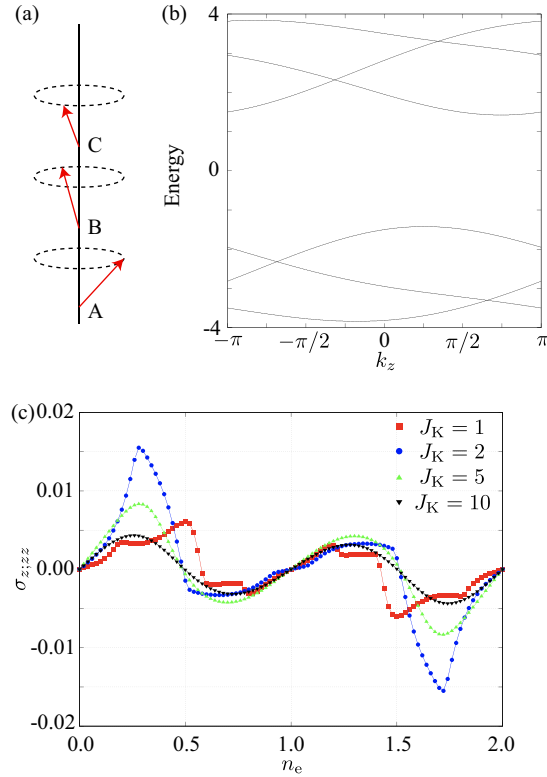 (a)
C
B
A
(b)
Energy
4
0
-4
−π
−π/2
0
π/2
π
k_z
(c)
σ_{z;zz}
0.02
0.01
0.00
-0.01
-0.02
J_K = 1
J_K = 2
J_K = 5
J_K = 10
0.0
0.5
1.0
1.5
2.0
n_e